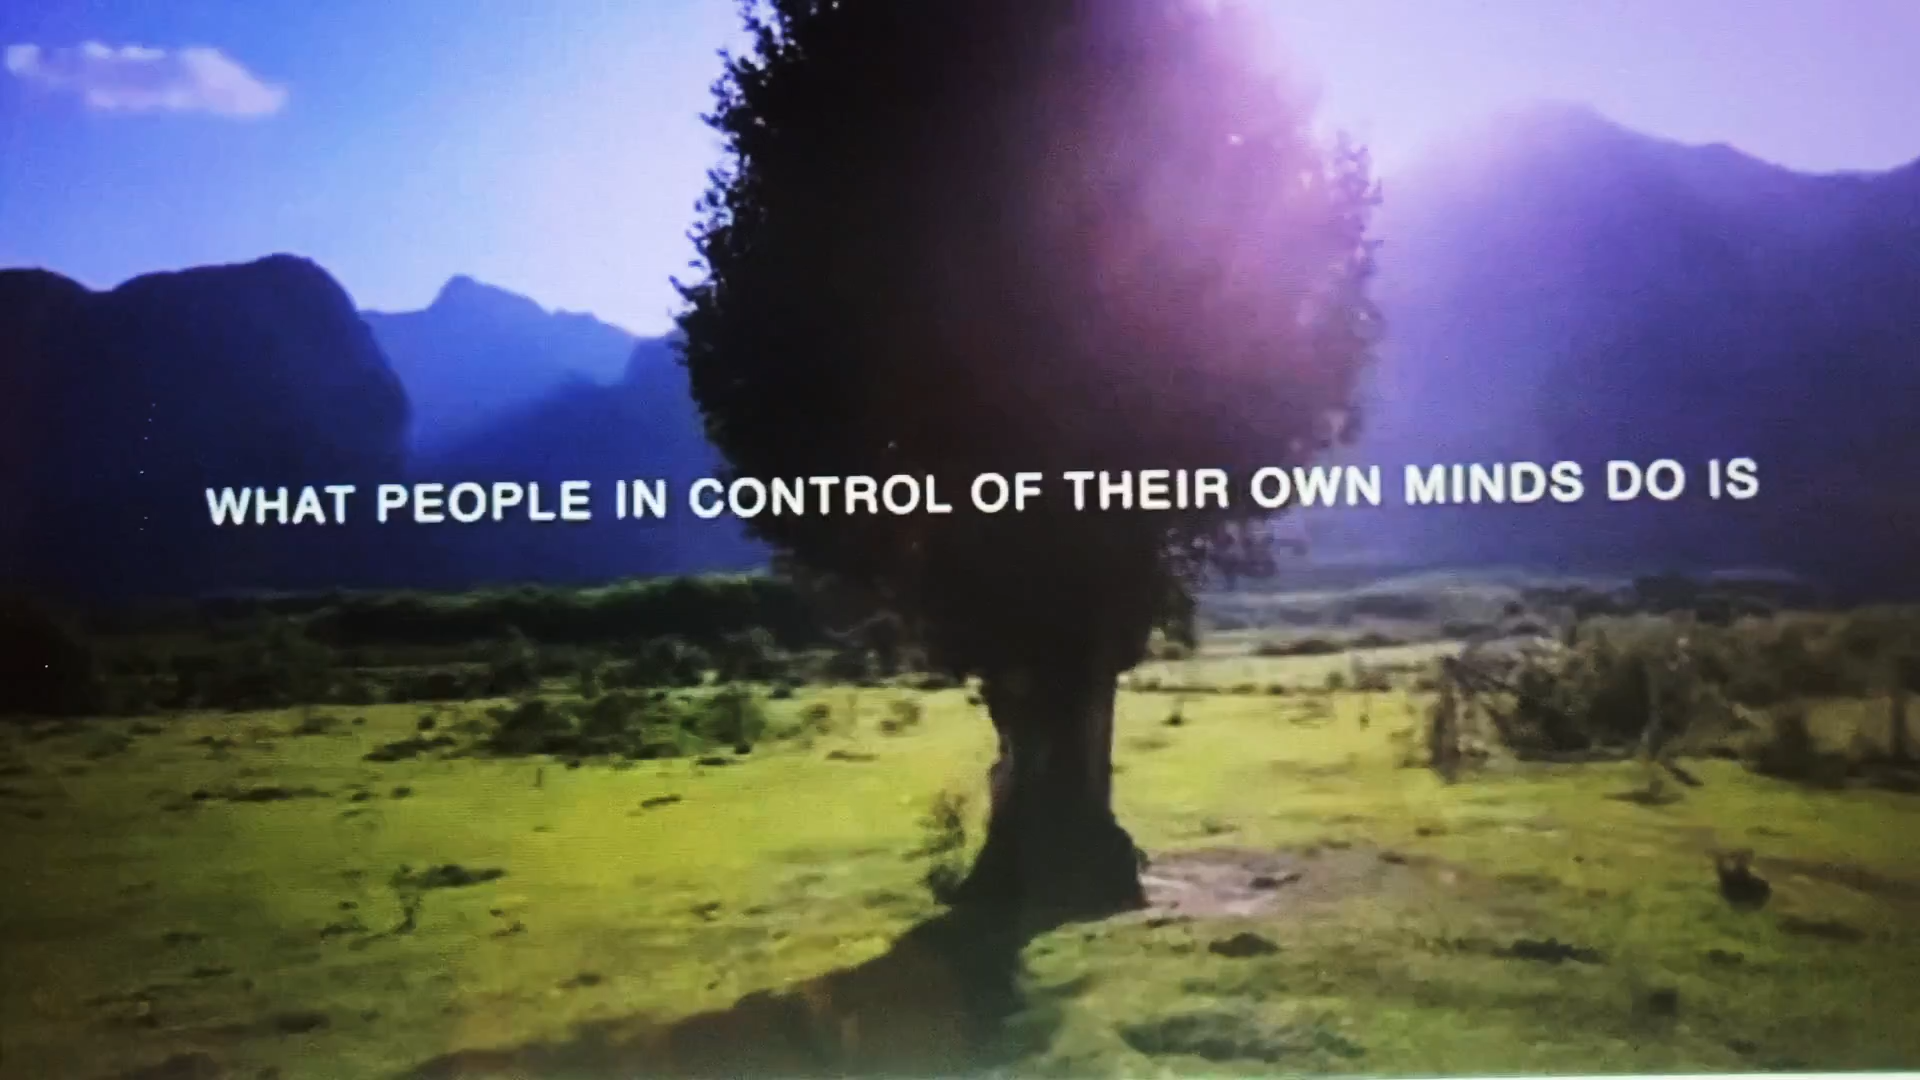 WHAT PEOPLE IN CONTROL OF THEIR OWN MINDS DO IS